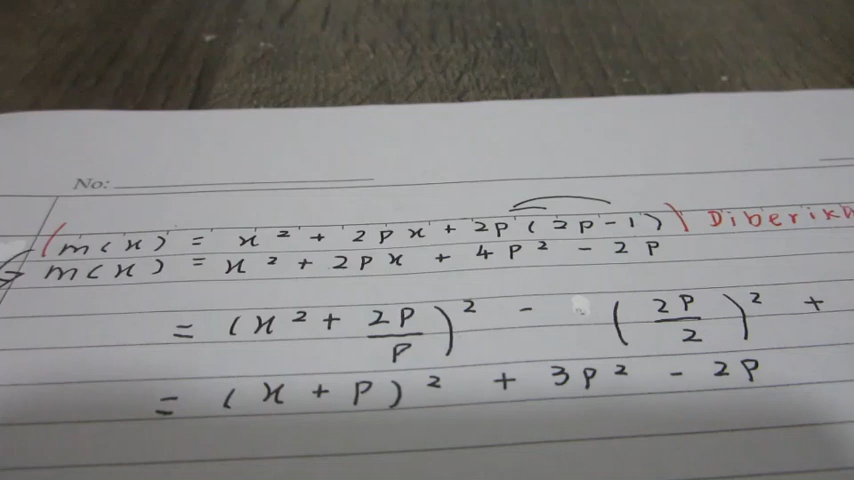 No:
(m(x) = x² + 2px + 2p(2p-1)) Diberika
→ m(x) = x² + 2px + 4p² - 2p
= (x² + 2p/p)² - (2p/2)² +
= (x + p)² + 3p² - 2p